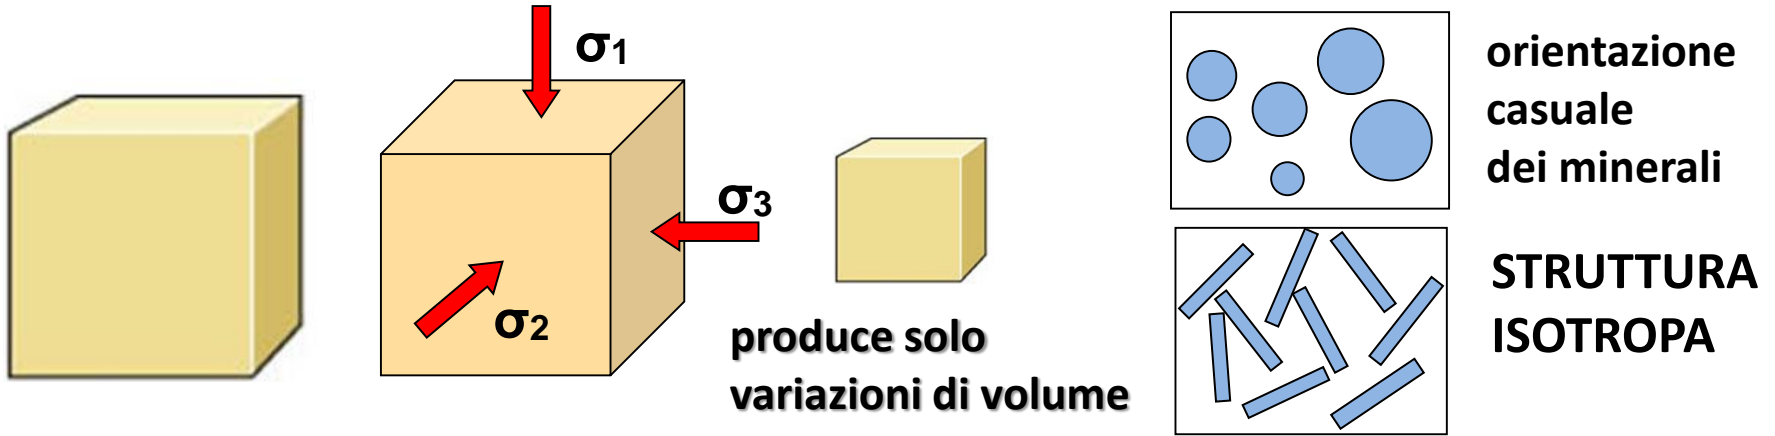 σ1
σ3
σ2
produce solo
variazioni di volume
orientazione
casuale
dei minerali
STRUTTURA
ISOTROPA